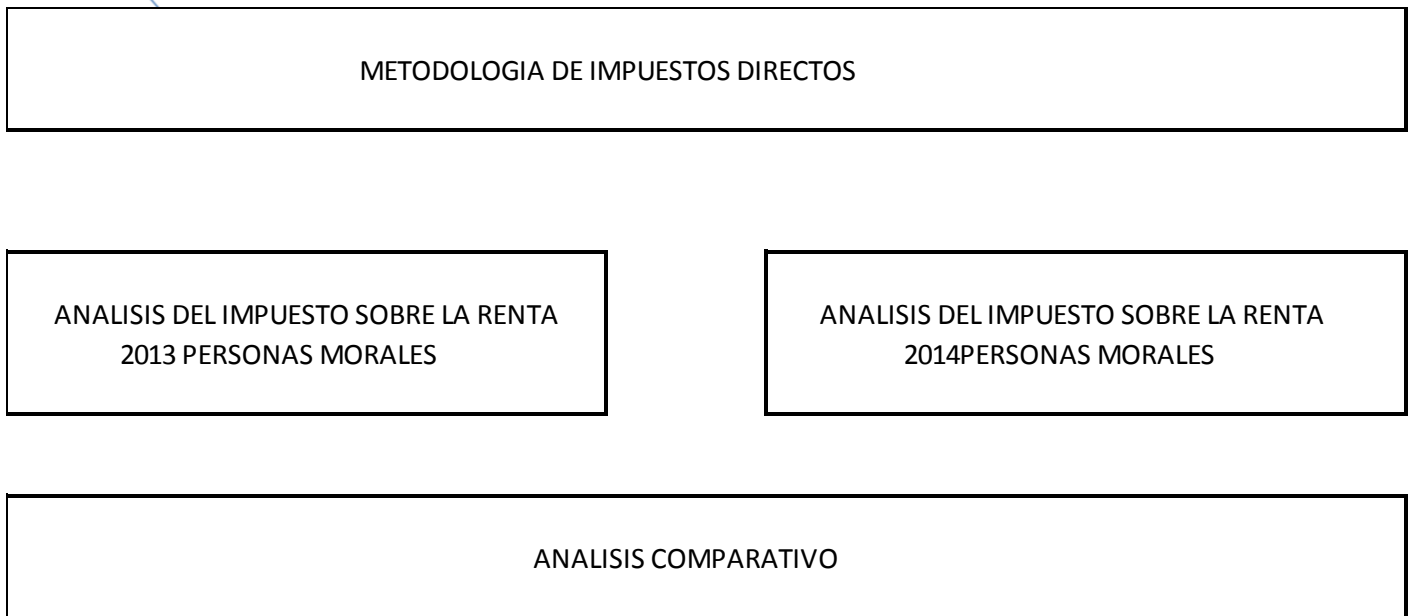 METODOLOGIA DE IMPUESTOS DIRECTOS
ANALISIS DEL IMPUESTO SOBRE LA RENTA
2013 PERSONAS MORALES
ANALISIS DEL IMPUESTO SOBRE LA RENTA
2014PERSONAS MORALES
ANALISIS COMPARATIVO